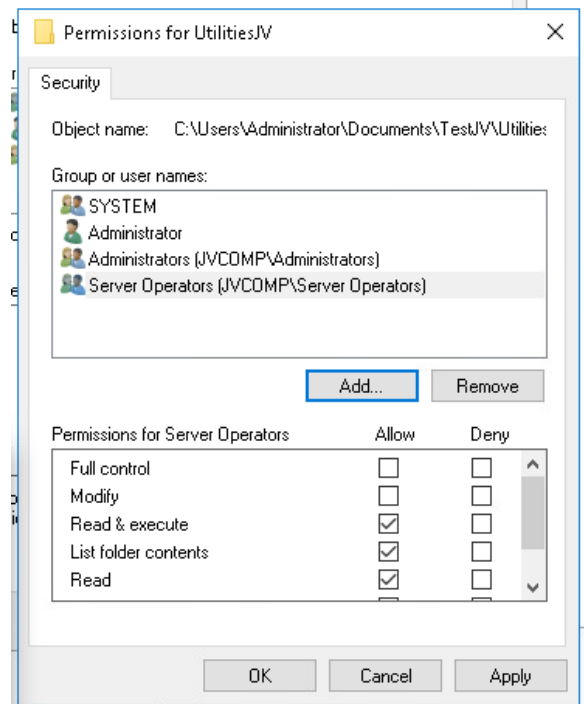 Permissions for UtilitiesJV
Security
Object name: C:\Users\Administrator\Documents\TestJV\Utilities
Group or user names:
SYSTEM
Administrator
Administrators (JVCOMP\Administrators)
Server Operators (JVCOMP\Server Operators)
Add... Remove
Permissions for Server Operators Allow Deny
Full control
Modify
Read & execute
List folder contents
Read
OK Cancel Apply